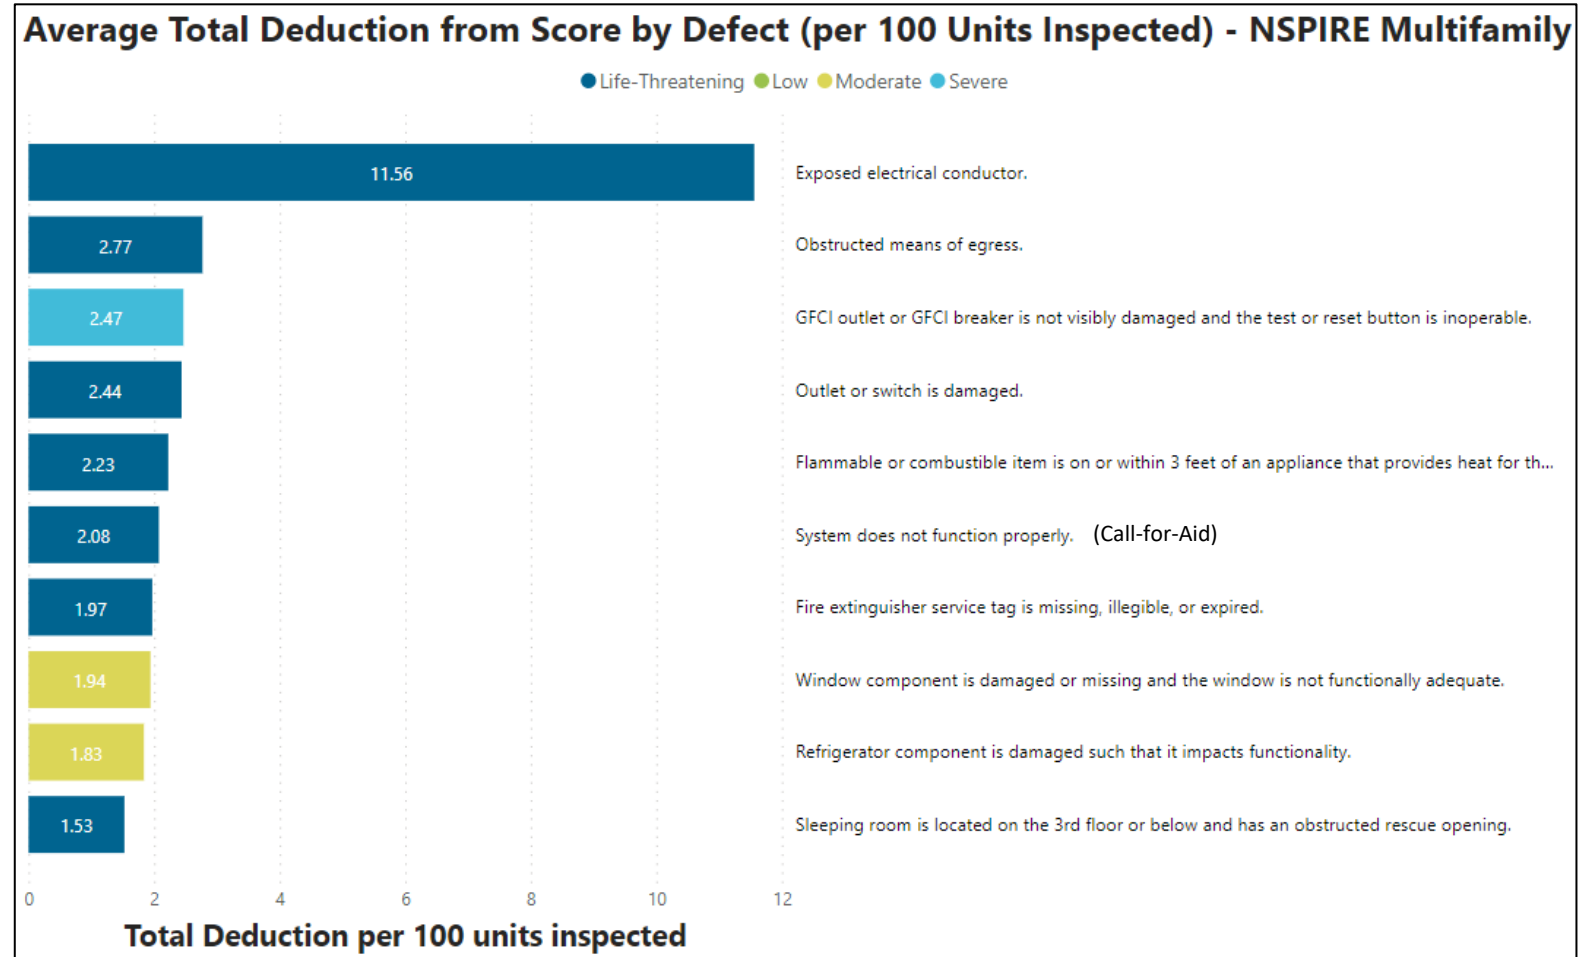 Average Total Deduction from Score by Defect (per 100 Units Inspected) - NSPIRE Multifamily
Life-Threatening Low Moderate Severe
11.56 Exposed electrical conductor.
2.77 Obstructed means of egress.
2.47 GFCI outlet or GFCI breaker is not visibly damaged and the test or reset button is inoperable.
2.44 Outlet or switch is damaged.
2.23 Flammable or combustible item is on or within 3 feet of an appliance that provides heat for th...
2.08 System does not function properly. (Call-for-Aid)
1.97 Fire extinguisher service tag is missing, illegible, or expired.
1.94 Window component is damaged or missing and the window is not functionally adequate.
1.83 Refrigerator component is damaged such that it impacts functionality.
1.53 Sleeping room is located on the 3rd floor or below and has an obstructed rescue opening.
0 2 4 6 8 10 12
Total Deduction per 100 units inspected